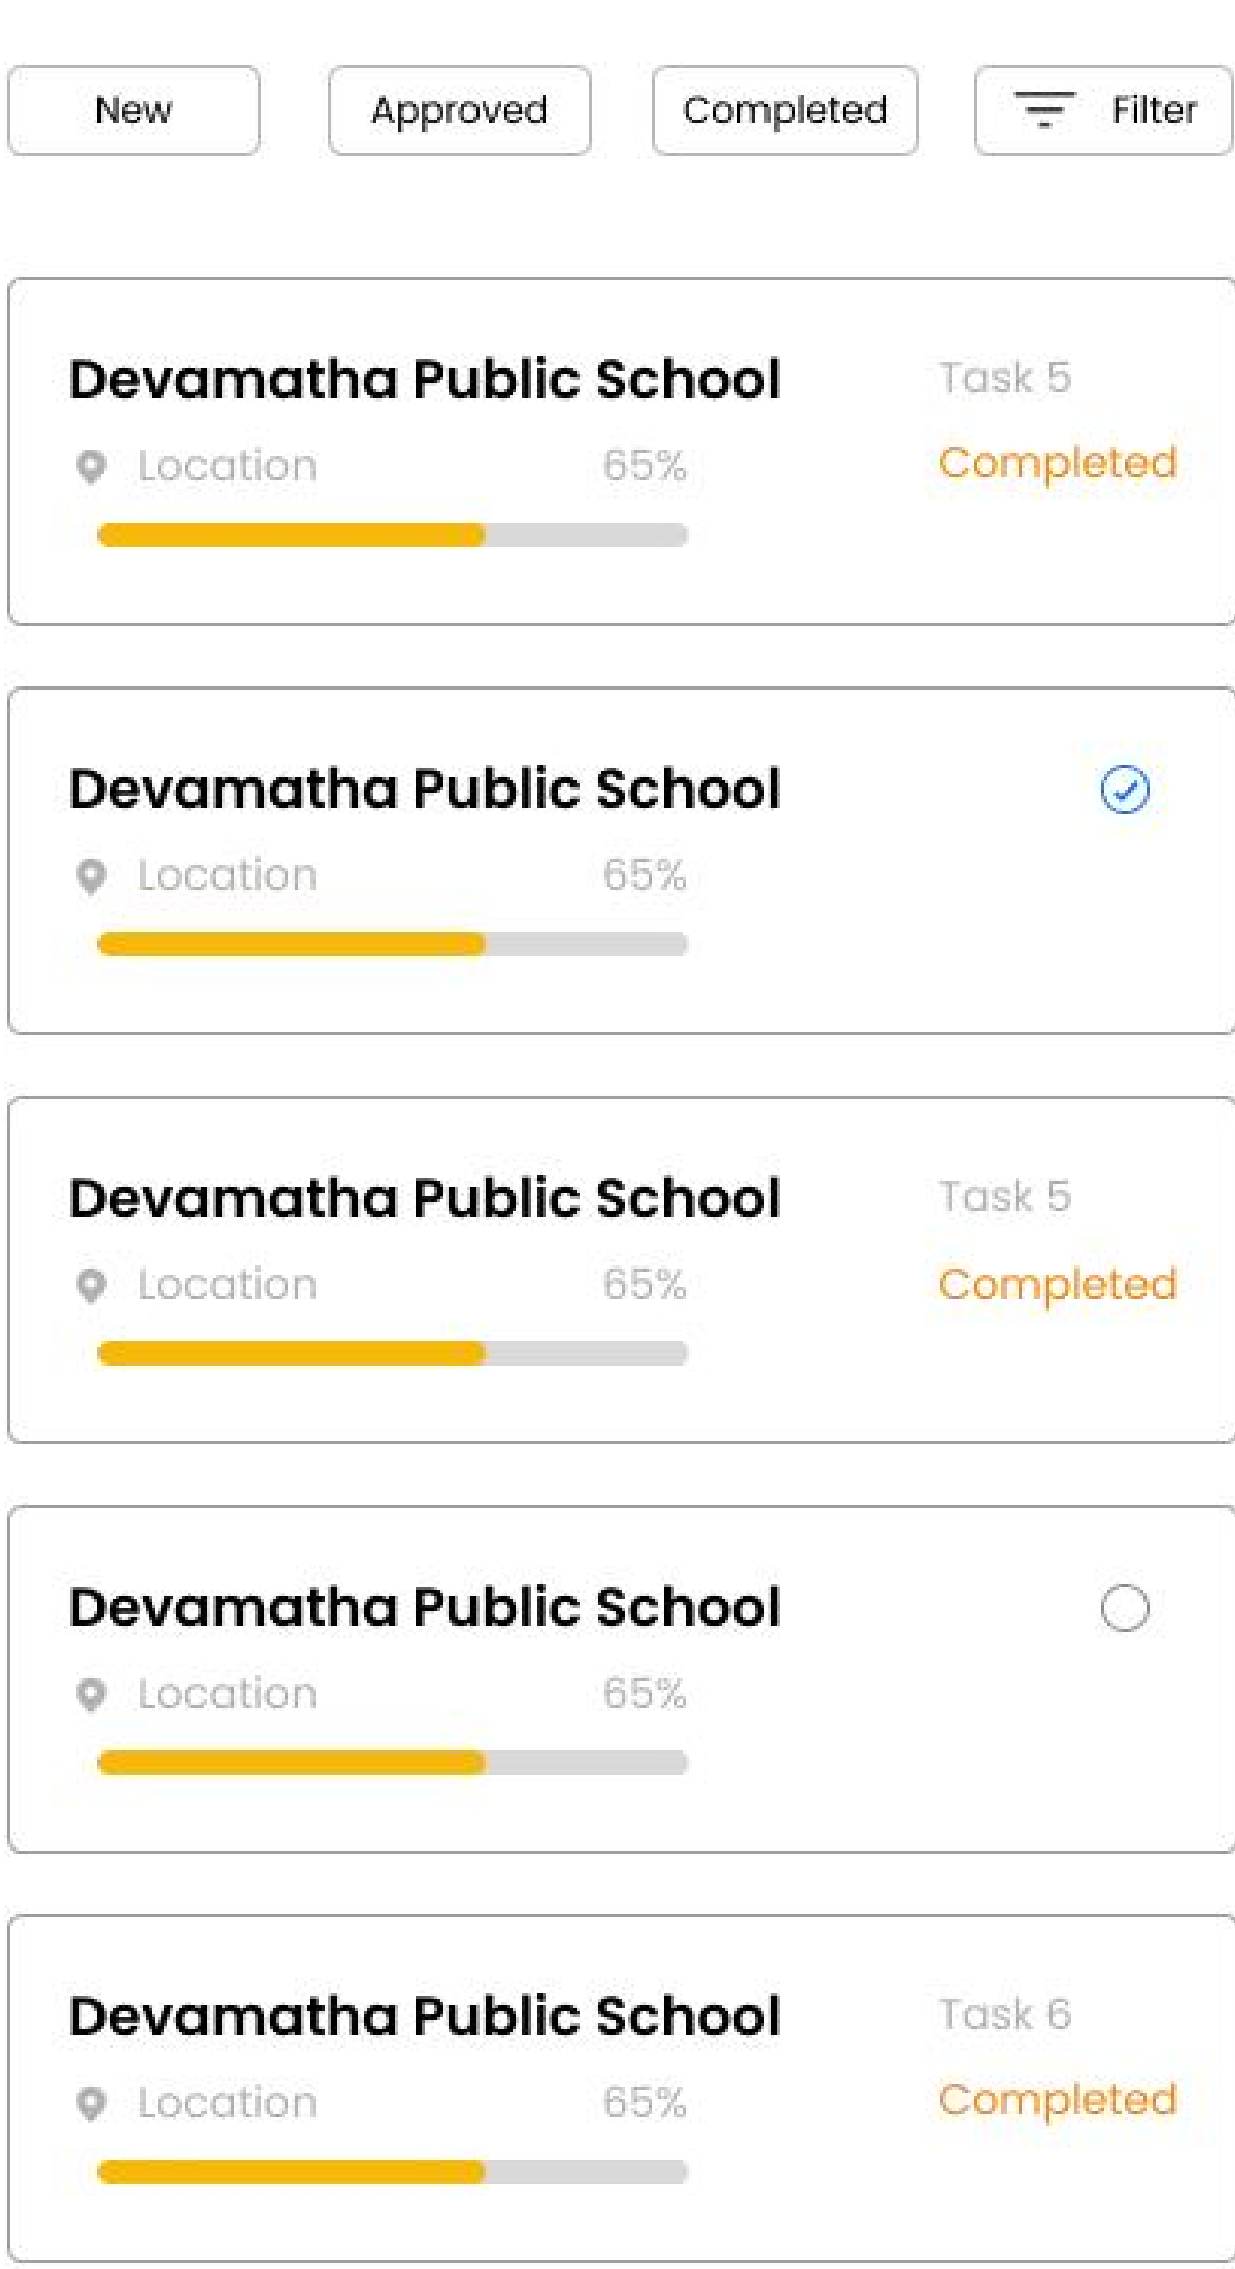 New Approved Completed Filter
Devamatha Public School Task 5
Location 65% Completed
Devamatha Public School
Location 65%
Devamatha Public School Task 5
Location 65% Completed
Devamatha Public School
Location 65%
Devamatha Public School Task 6
Location 65% Completed